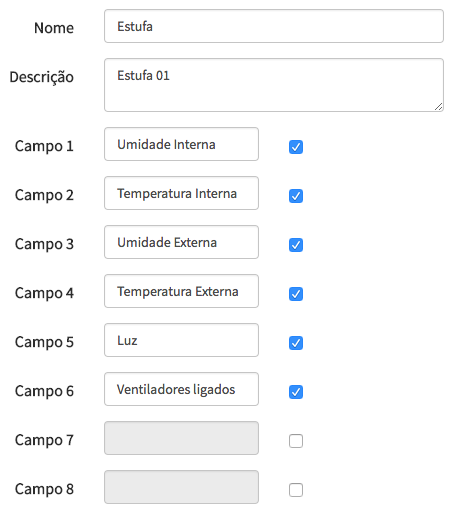 Nome Estufa
Descrição Estufa 01
Campo 1 Umidade Interna
Campo 2 Temperatura Interna
Campo 3 Umidade Externa
Campo 4 Temperatura Externa
Campo 5 Luz
Campo 6 Ventiladores ligados
Campo 7
Campo 8